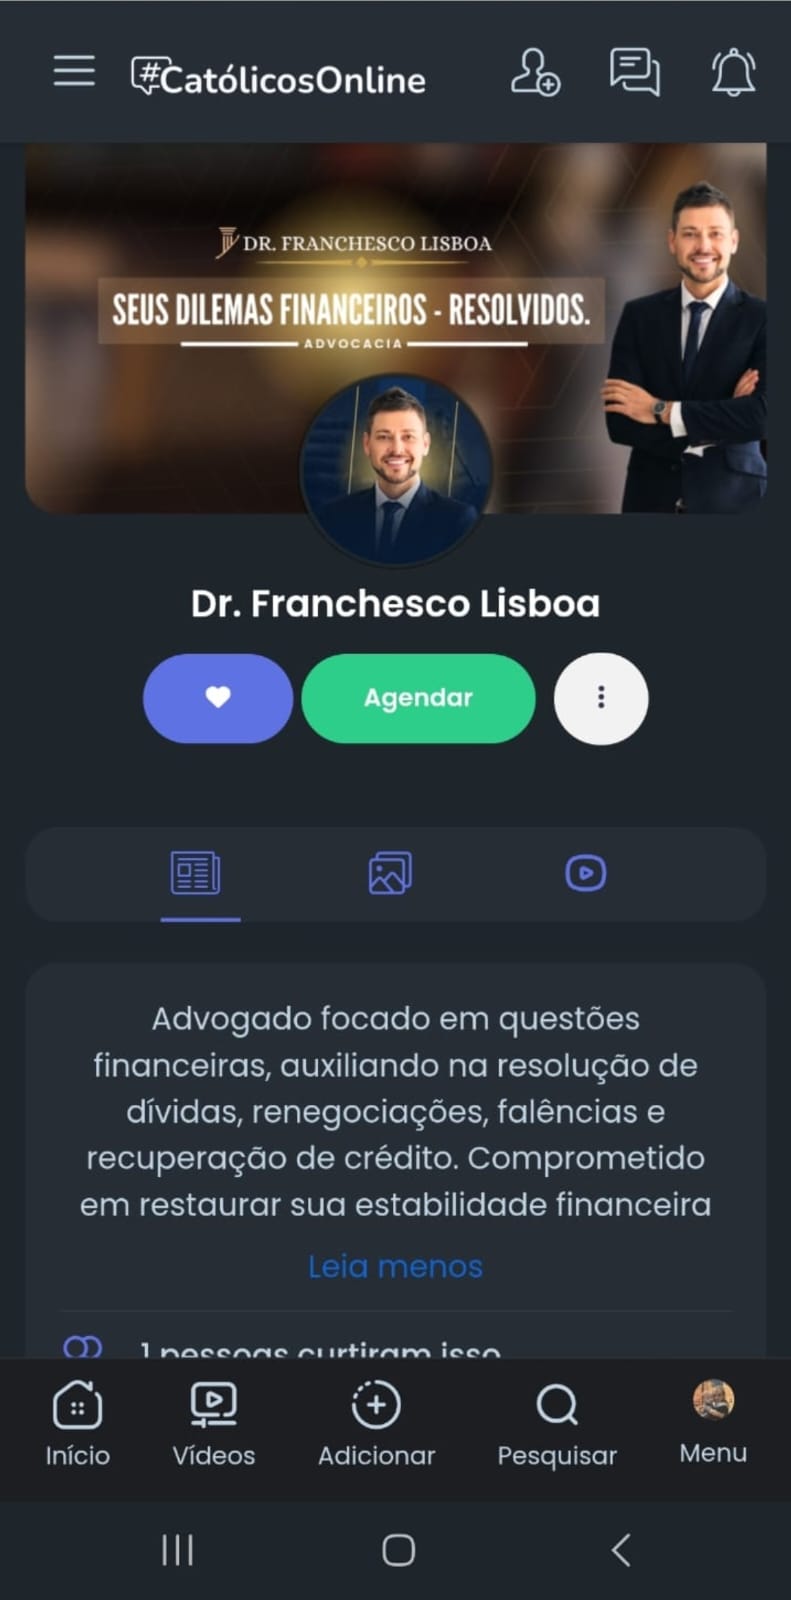 #CatólicosOnline
DR. FRANCHESCO LISBOA
SEUS DILEMAS FINANCEIROS - RESOLVIDOS.
ADVOCACIA
Dr. Franchesco Lisboa
Agendar
Advogado focado em questões
financeiras, auxiliando na resolução de
dívidas, renegociações, falências e
recuperação de crédito. Comprometido
em restaurar sua estabilidade financeira
Leia menos
1 pessoas curtiram isso
Início
Vídeos
Adicionar
Pesquisar
Menu